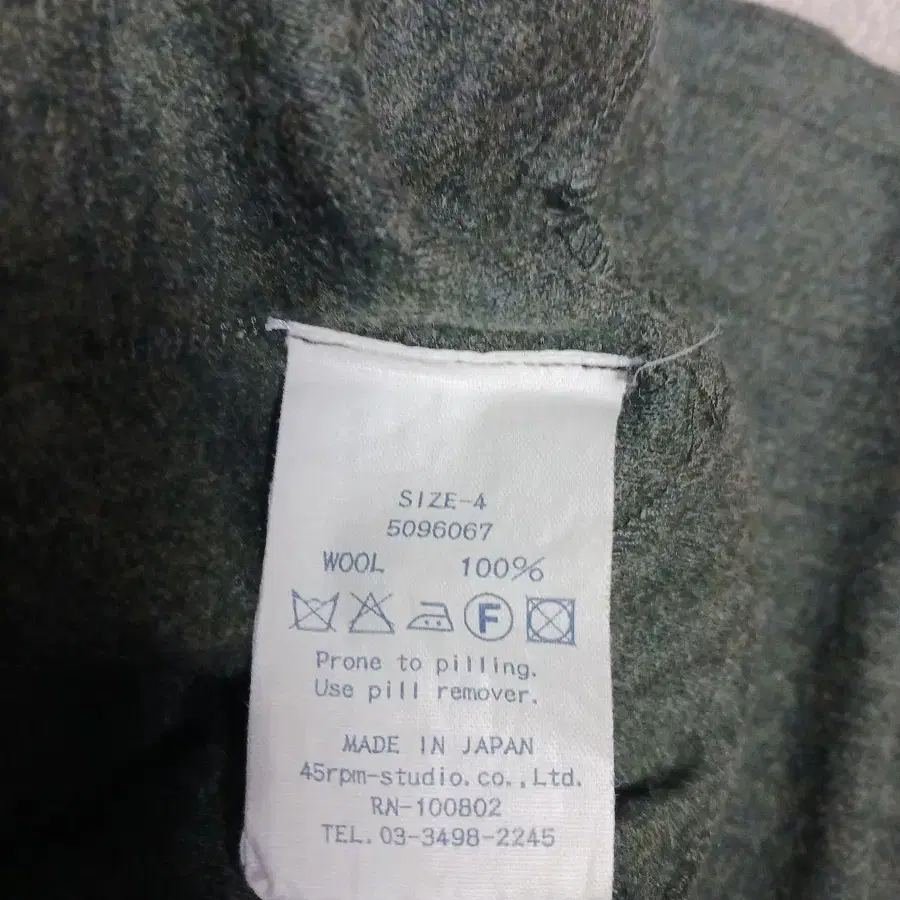 SIZE-4
5096067
WOOL 100%
F
Prone to pilling.
Use pill remover.
MADE IN JAPAN
45rpm-studio.co.,Ltd.
RN-100802
TEL.03-3498-2245